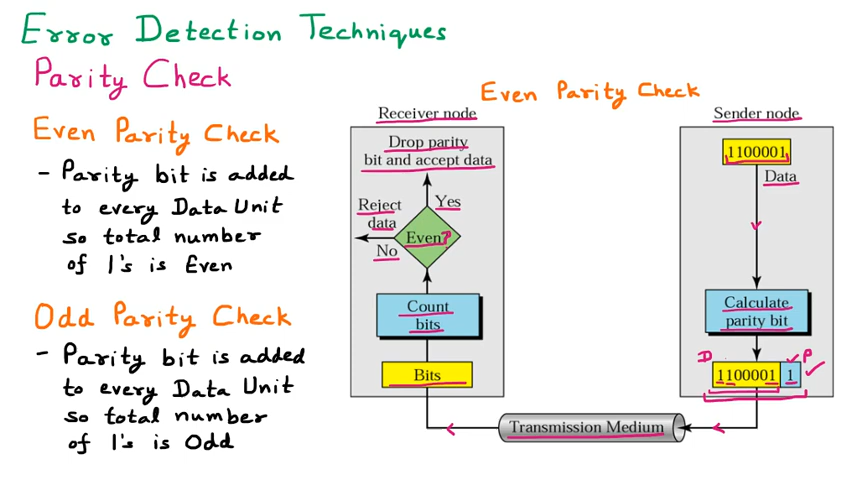 Error Detection Techniques
Parity Check
Even Parity Check
- Parity bit is added
to every Data Unit
so total number
of 1's is Even
Odd Parity Check
- Parity bit is added
to every Data Unit
so total number
of 1's is Odd
Even Parity Check
Receiver node
Drop parity
bit and accept data
Reject
data
Yes
Even?
No
Count
bits
Bits
Transmission Medium
Sender node
1100001
Data
Calculate
parity bit
D P
1100001 1